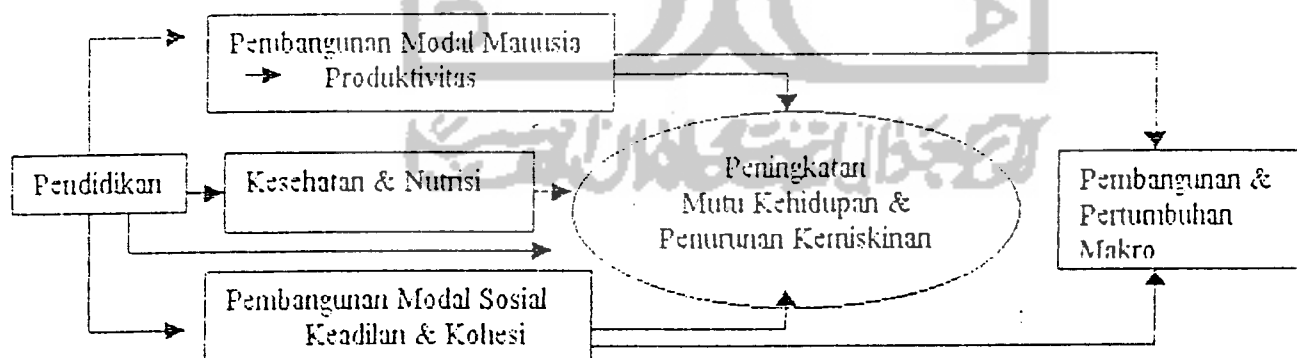 Pembangunan Modal Manusia
Produktivitas
Pendidikan
Kesehatan & Nutrisi
Peningkatan
Mutu Kehidupan &
Penurunan Kemiskinan
Pembangunan &
Pertumbuhan
Makro
Pembangunan Modal Sosial
Keadilan & Kohesi